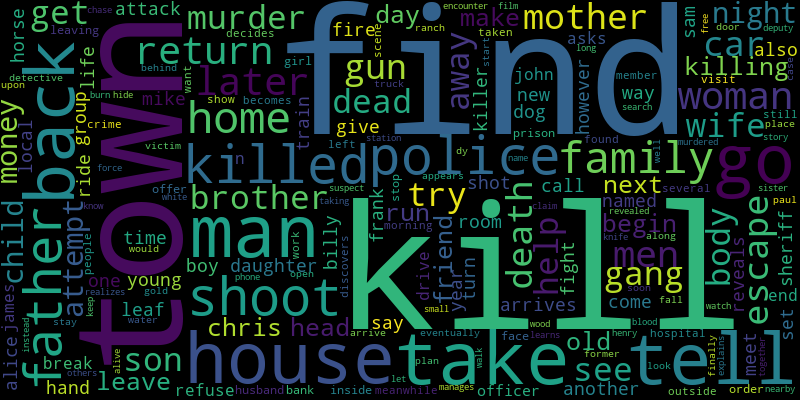 get
attack
murder
day
make
mother
night
sam
encounter
film
chase
decides
fire
scene
ranch
taken
free
door
deputy
horse
leaving
return
girl
asks
car
also
detective
behind
find
town
later
gun
away
killer
start
long
john
member
killing
upon
life
burn
hide
mike
want
show
becomes
truck
however
new
way
visit
case
back
dead
dog
search
woman
still
money
local
ride
group
crime
home
train
give
prison
found
murdered
wife
place
story
victim
left
station
police
dy
name
well
force
killed
n
appears
family
go
father
offer
white
suspect
taking
stop
shot
call
next
several
sister
paul
know
brother
try
named
revealed
child
attempt
people
time
would
man
frank
run
morning
room
death
help
claim
knife
begin
along
body
escape
sheriff
boy
daughter
work
open
billy
discovers
kill
friend
fight
men
reveals
one
young
realizes
gold
phone
drive
year
turn
gang
soon
end
alice
james
keep
leaf
water
shoot
small
arrives
come
fall
watch
set
instead
stay
chris
head
say
eventually
wood
blood
face
learns
former
henry
hospital
finally
meet
together
break
son
alive
house
arrive
take
old
see
tell
look
explains
others
hand
leave
refuse
husband
bank
meanwhile
inside
let
plan
walk
manages
officer
another
outside
order
nearby